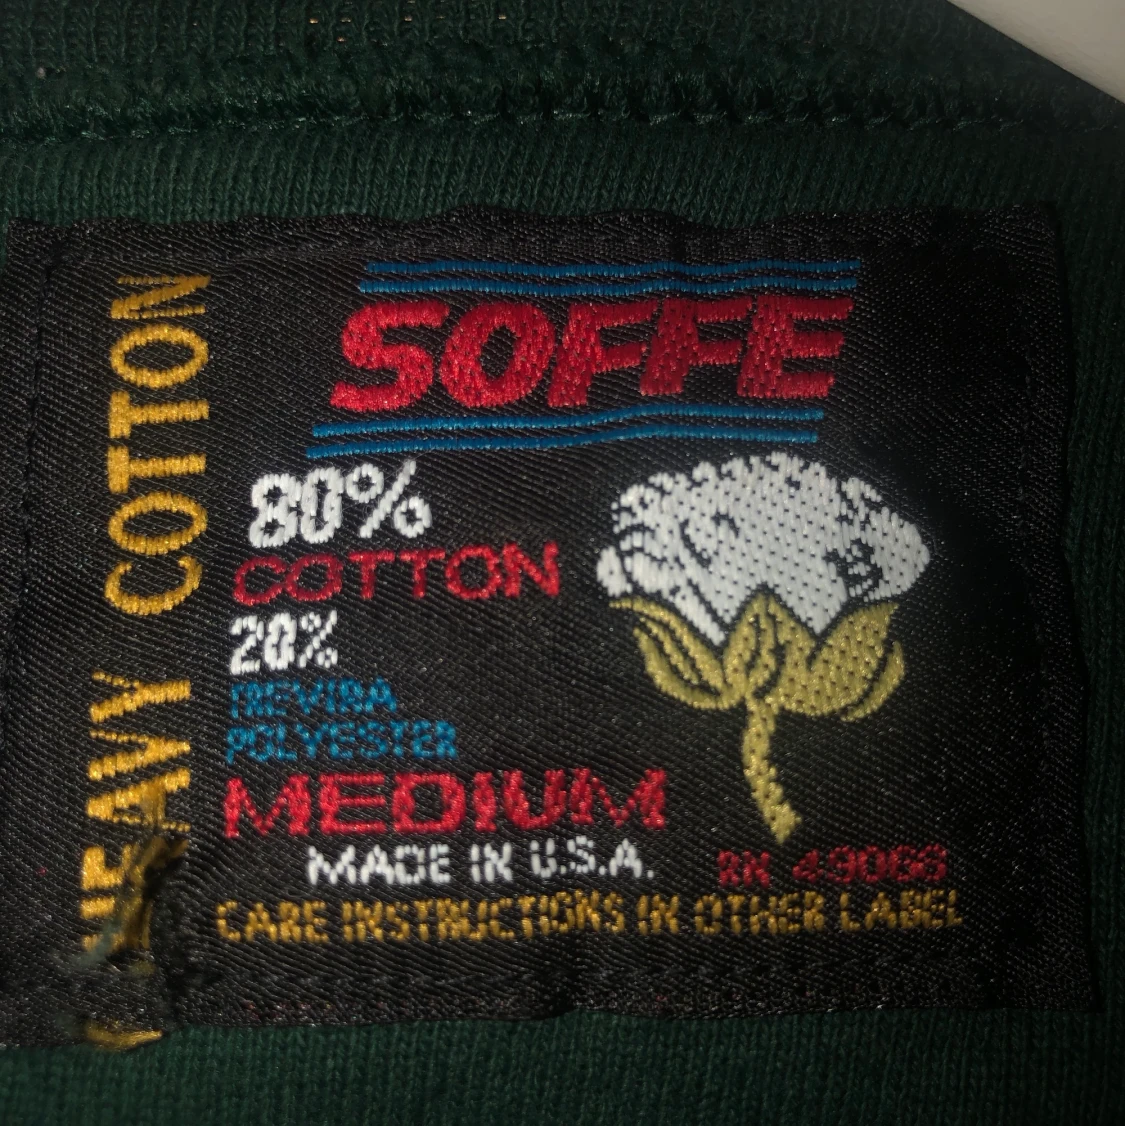 SOFFE
80%
COTTON
20%
TREVIRA
POLYESTER
MEDIUM
MADE IN U.S.A.
RN 49066
CARE INSTRUCTIONS IN OTHER LABEL
HEAVY COTTON